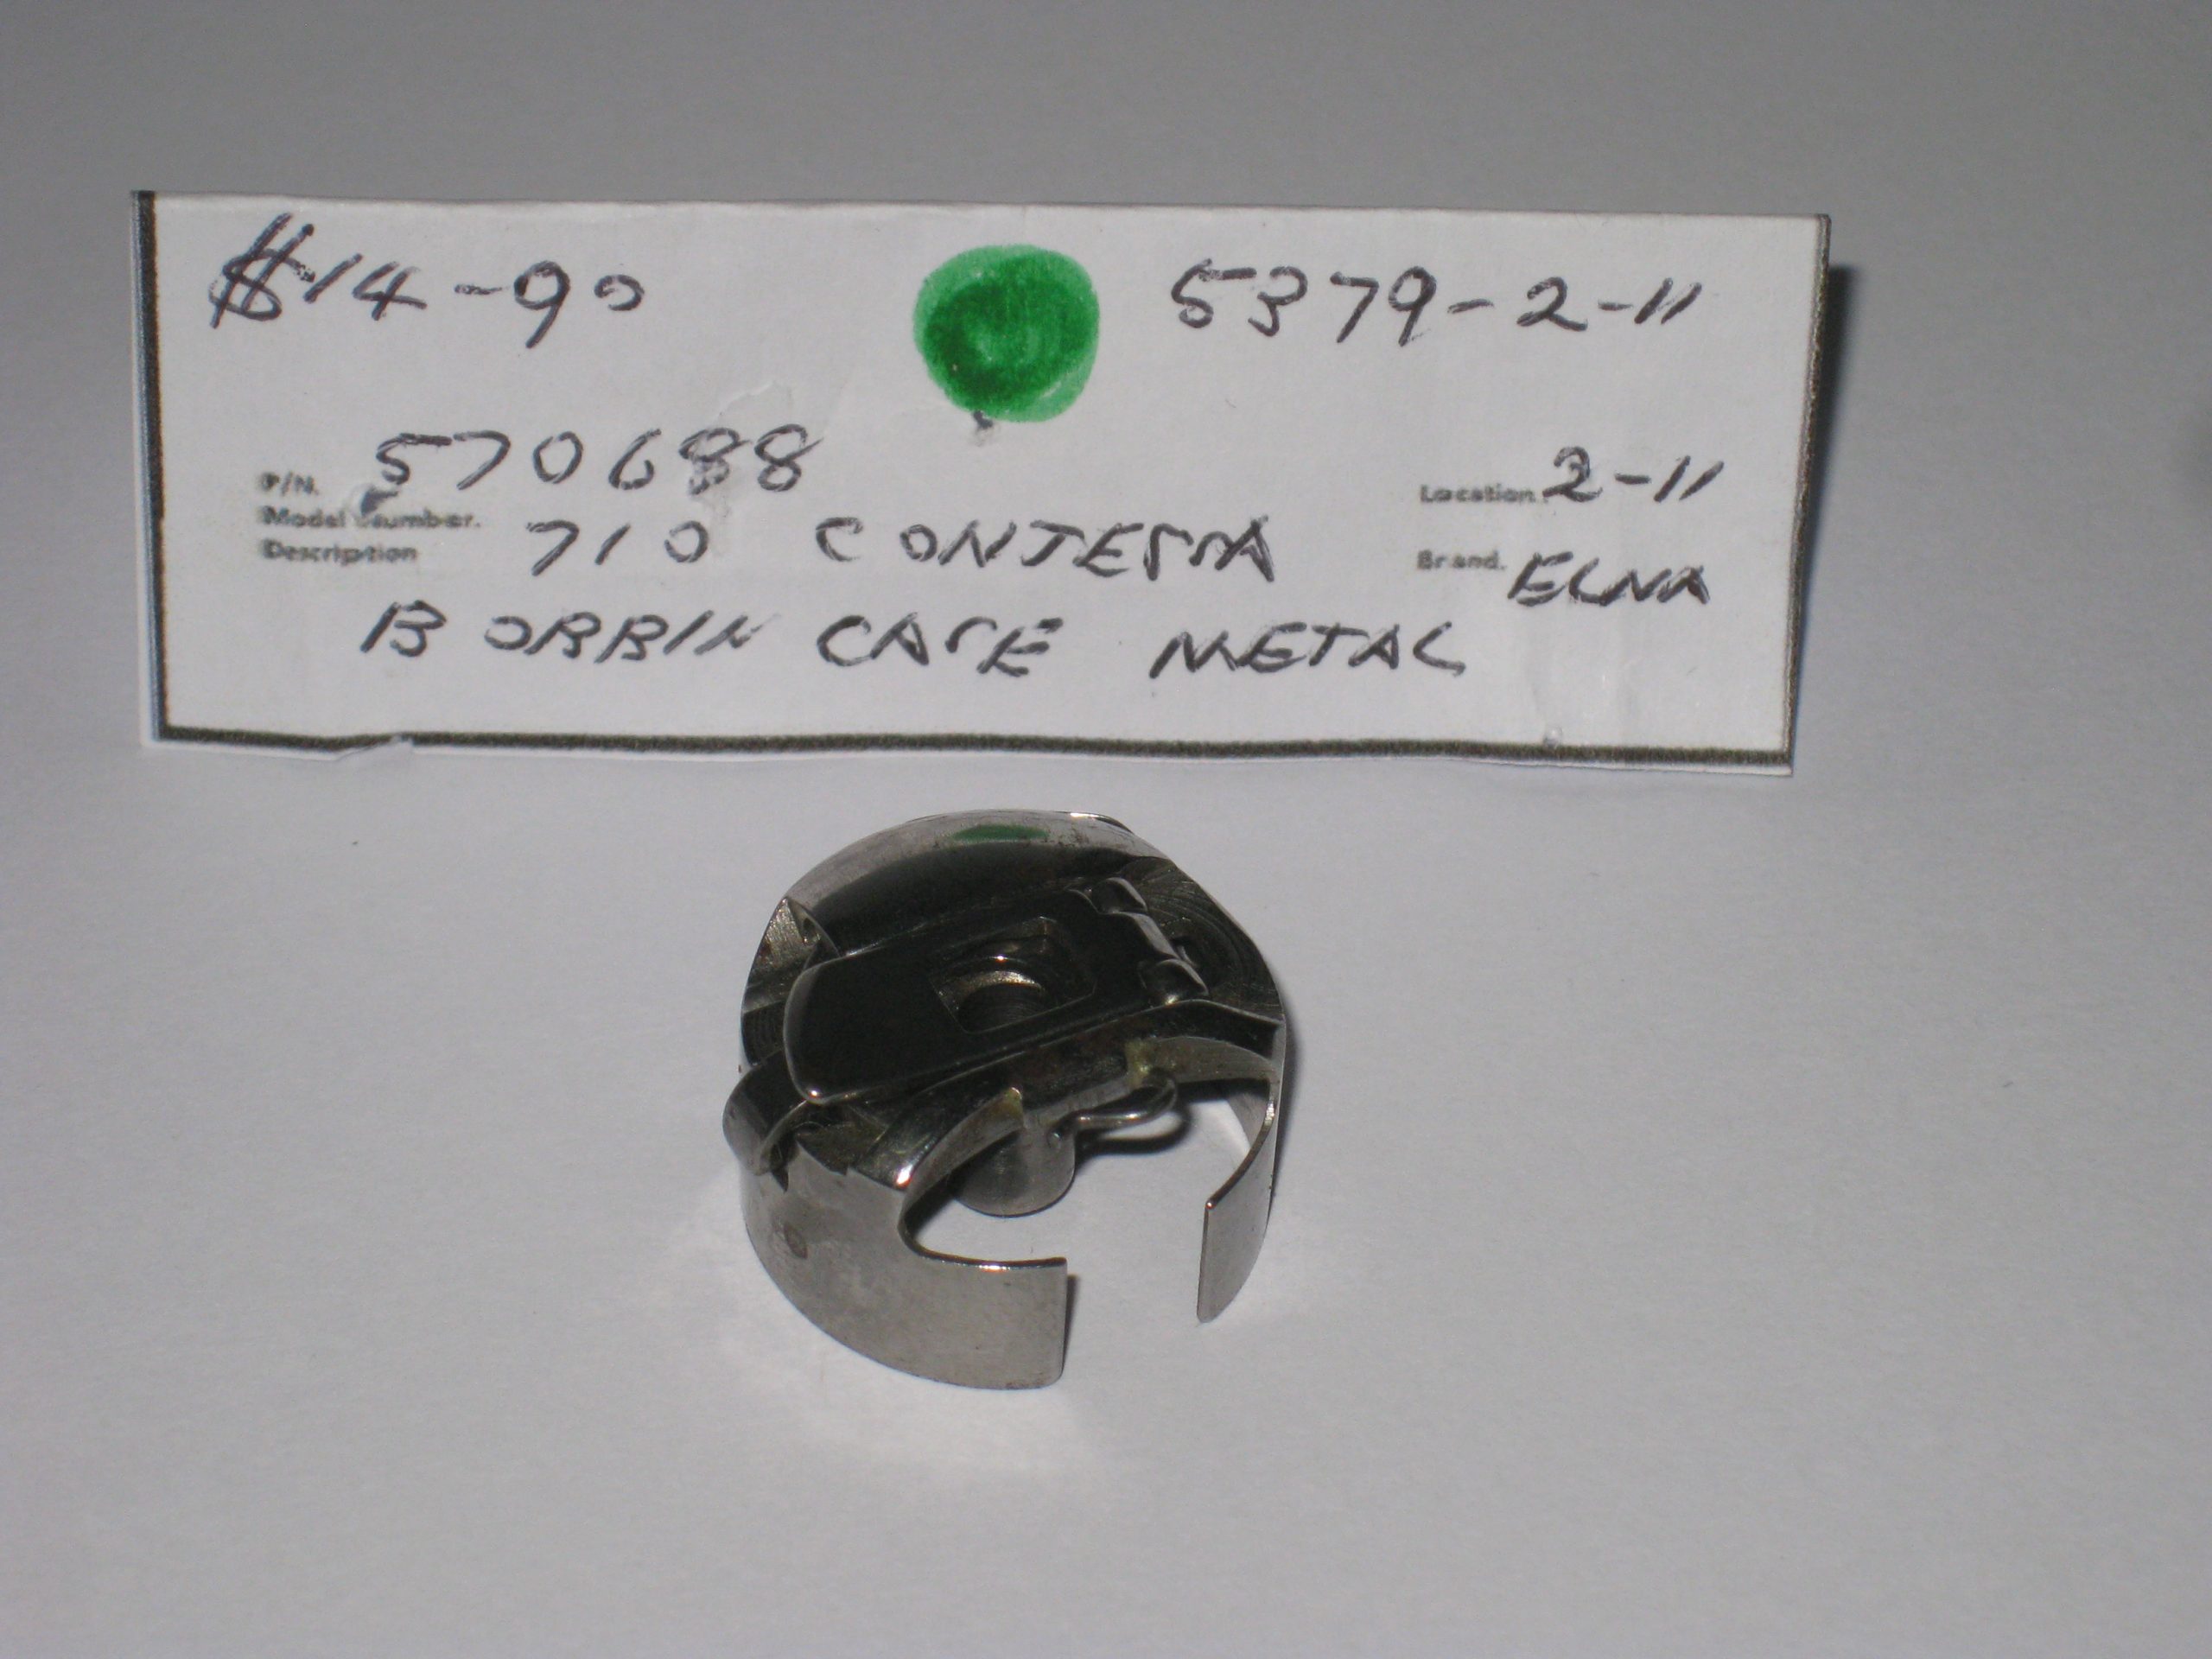 $14-90 5379-2-11
P/N. 570688 Location. 2-11
Model Number. 710 CONTESSA Brand. ELNA
Description
BOBBIN CASE METAL